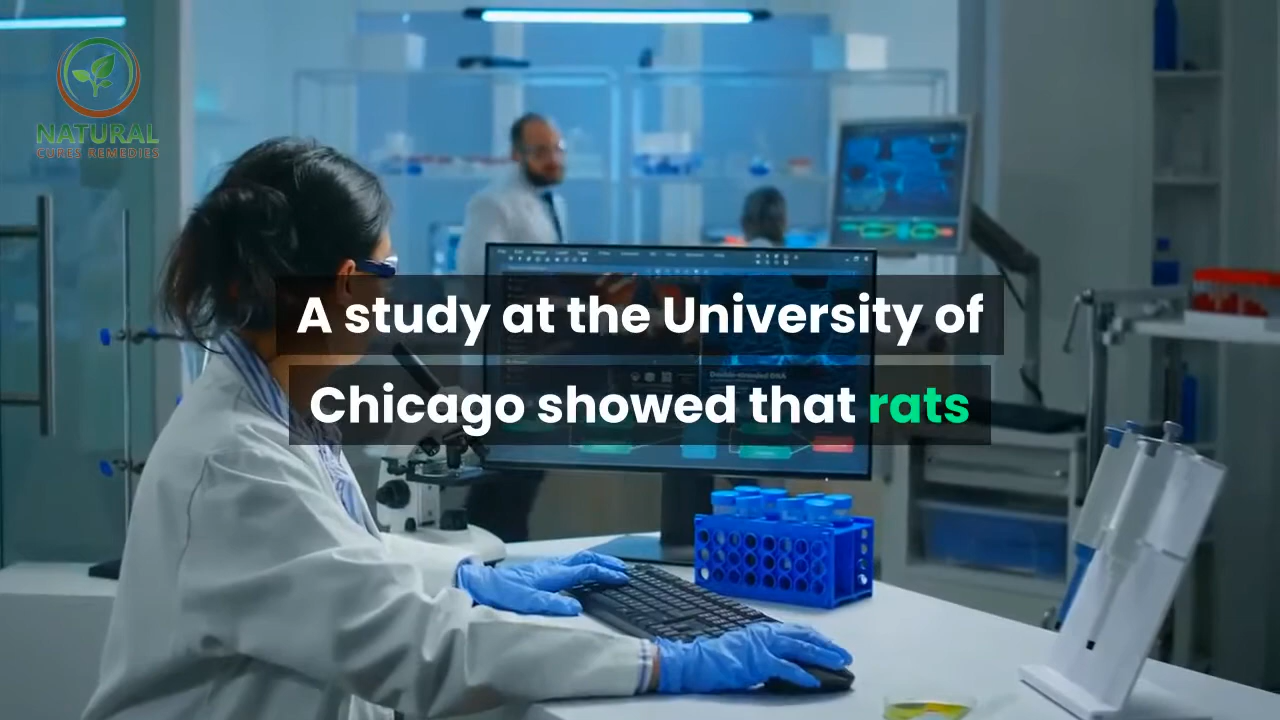 NATURAL
CURES REMEDIES
A study at the University of
Chicago showed that rats